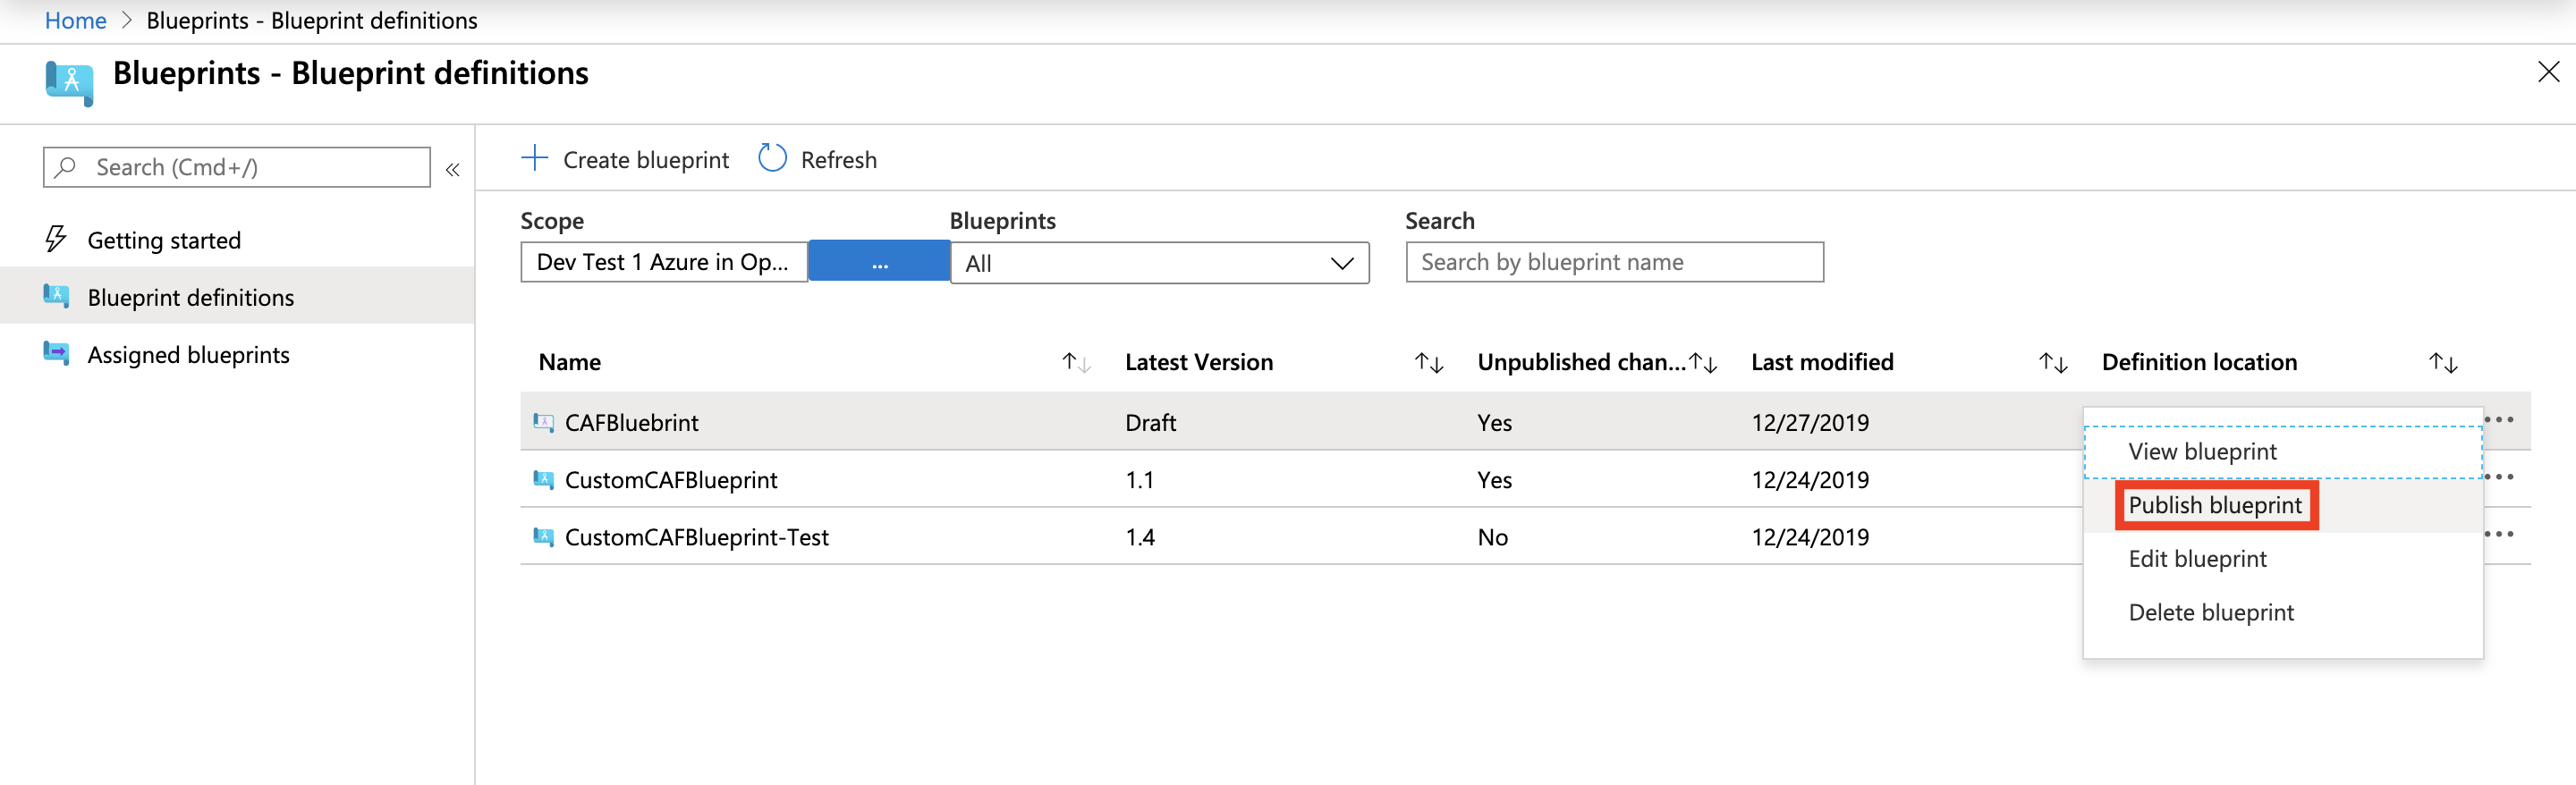 Home > Blueprints - Blueprint definitions
Blueprints - Blueprint definitions
Search (Cmd+/)
«
Getting started
Blueprint definitions
Assigned blueprints
Create blueprint Refresh
Scope Blueprints Search
Dev Test 1 Azure in Op... ... All Search by blueprint name
Name Latest Version Unpublished chan... Last modified Definition location
CAFBluebrint Draft Yes 12/27/2019
CustomCAFBlueprint 1.1 Yes 12/24/2019
CustomCAFBlueprint-Test 1.4 No 12/24/2019
View blueprint
Publish blueprint
Edit blueprint
Delete blueprint